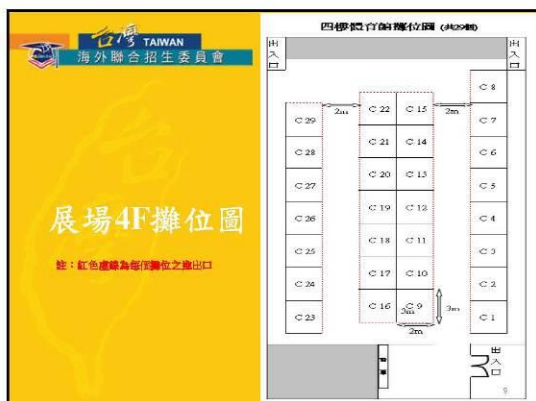 台灣 TAIWAN
海外聯合招生委員會
展場4F攤位圖
註：紅色虛線為每個攤位之進出口
四樓體育館攤位圖 (共29個)
出入口
出入口
C 8
C 29
2m
C 22
C 15
2m
C 7
C 28
C 21
C 14
C 6
C 27
C 20
C 13
C 5
C 26
C 19
C 12
C 4
C 25
C 18
C 11
C 3
C 24
C 17
C 10
C 2
C 23
C 16
C 9
3m
3m
C 1
2m
出入口
9